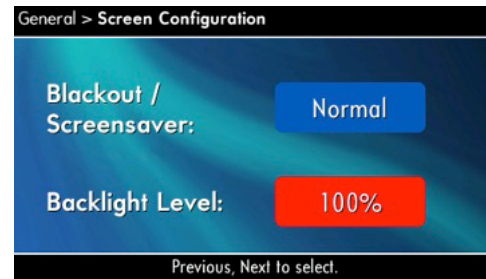 General > Screen Configuration
Blackout /
Screensaver:
Normal
Backlight Level:
100%
Previous, Next to select.